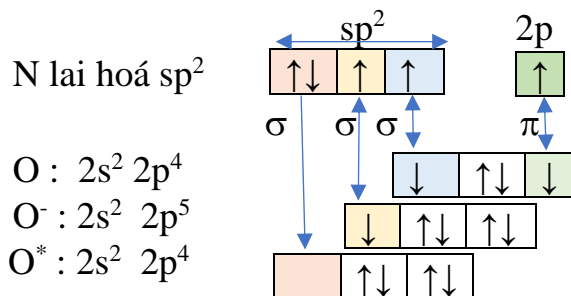 sp² 2p
N lai hoá sp² ↑↓ ↑ ↑ ↑
σ σ σ π
O : 2s² 2p⁴ ↓ ↑↓ ↓
O⁻ : 2s² 2p⁵ ↓ ↑↓ ↑↓
O* : 2s² 2p⁴ ↑↓ ↑↓